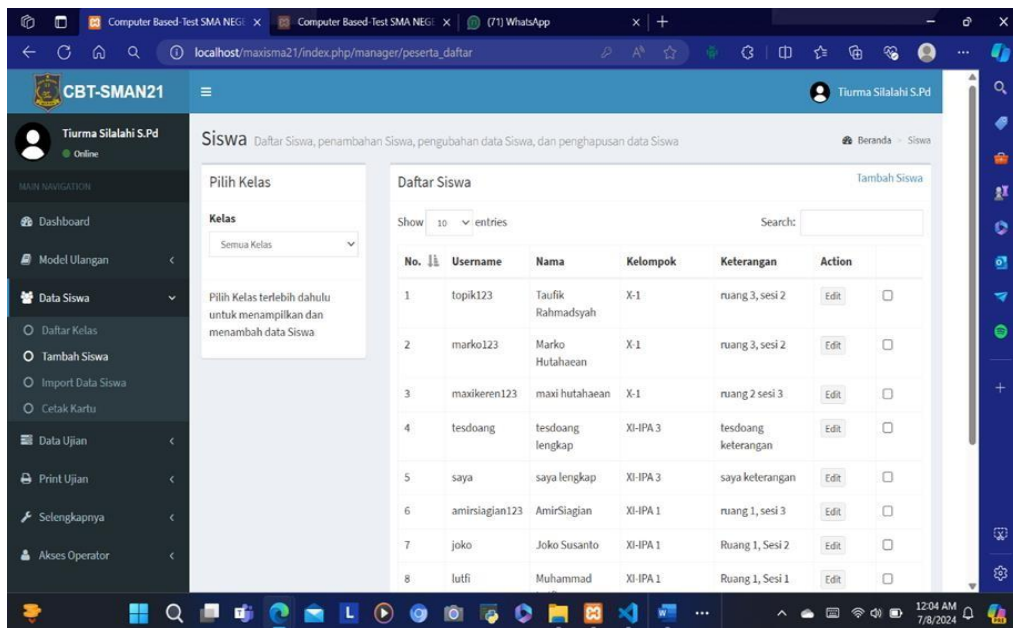 Computer Based-Test SMA NEGE
Computer Based-Test SMA NEGE
(71) WhatsApp
localhost/maxisma21/index.php/manager/peserta_daftar
CBT-SMAN21
Tiurma Silalahi S.Pd
Tiurma Silalahi S.Pd
Online
Siswa Daftar Siswa, penambahan Siswa, pengubahan data Siswa, dan penghapusan data Siswa
Beranda > Siswa
MAIN NAVIGATION
Dashboard
Model Ulangan
Data Siswa
Daftar Kelas
Tambah Siswa
Import Data Siswa
Cetak Kartu
Data Ujian
Print Ujian
Selengkapnya
Akses Operator
Pilih Kelas
Kelas
Semua Kelas
Pilih Kelas terlebih dahulu
untuk menampilkan dan
menambah data Siswa
Daftar Siswa
Tambah Siswa
Show 10 entries
Search:
No. Username Nama Kelompok Keterangan Action
1 topik123 Taufik X-1 ruang 3, sesi 2 Edit
Rahmadsyah
2 marko123 Marko X-1 ruang 3, sesi 2 Edit
Hutahaean
3 maxikeren123 maxi hutahaean X-1 ruang 2 sesi 3 Edit
4 tesdoang tesdoang XI-IPA 3 tesdoang Edit
lengkap keterangan
5 saya saya lengkap XI-IPA 3 saya keterangan Edit
6 amirsiagian123 AmirSiagian XI-IPA 1 ruang 1, sesi 3 Edit
7 joko Joko Susanto XI-IPA 1 Ruang 1, Sesi 2 Edit
8 lutfi Muhammad XI-IPA 1 Ruang 1, Sesi 1 Edit
12:04 AM
7/8/2024